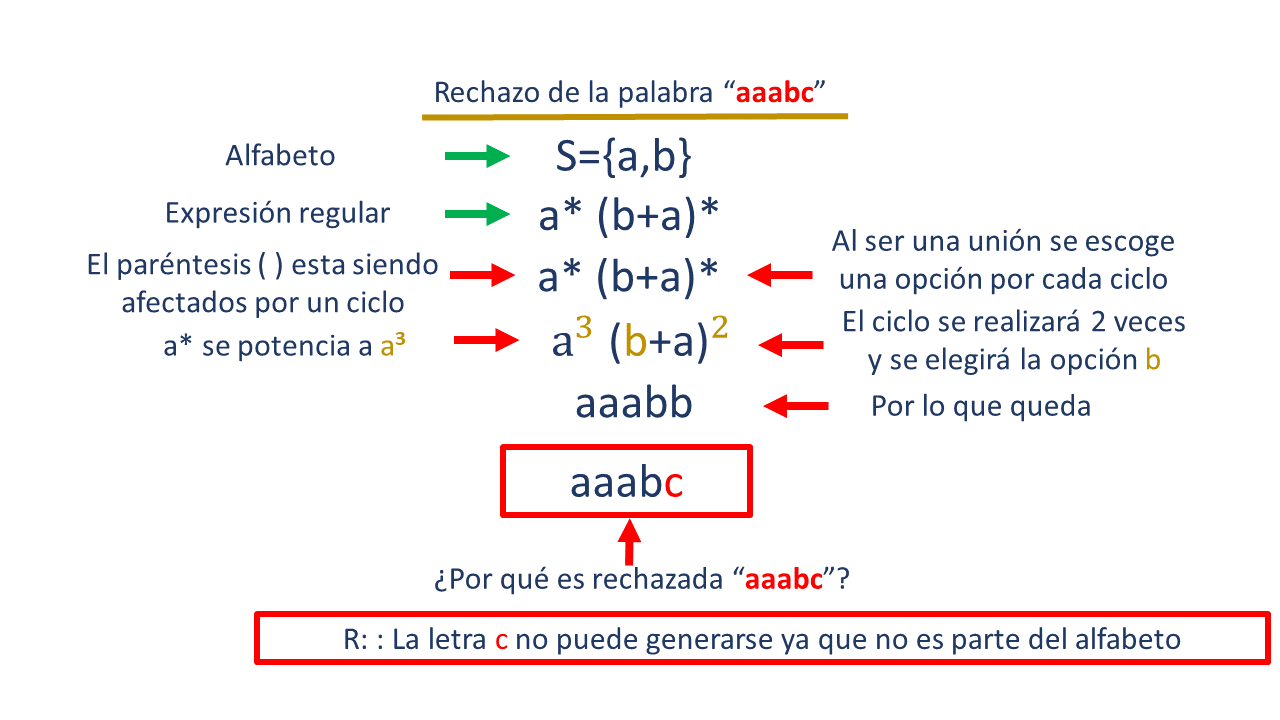 Rechazo de la palabra “aaabc”
Alfabeto
S={a,b}
Expresión regular
a* (b+a)*
El paréntesis ( ) esta siendo
afectados por un ciclo
a* (b+a)*
Al ser una unión se escoge
una opción por cada ciclo
a* se potencia a a³
a³ (b+a)²
El ciclo se realizará 2 veces
y se elegirá la opción b
aaabb
Por lo que queda
aaabc
¿Por qué es rechazada “aaabc”?
R: : La letra c no puede generarse ya que no es parte del alfabeto